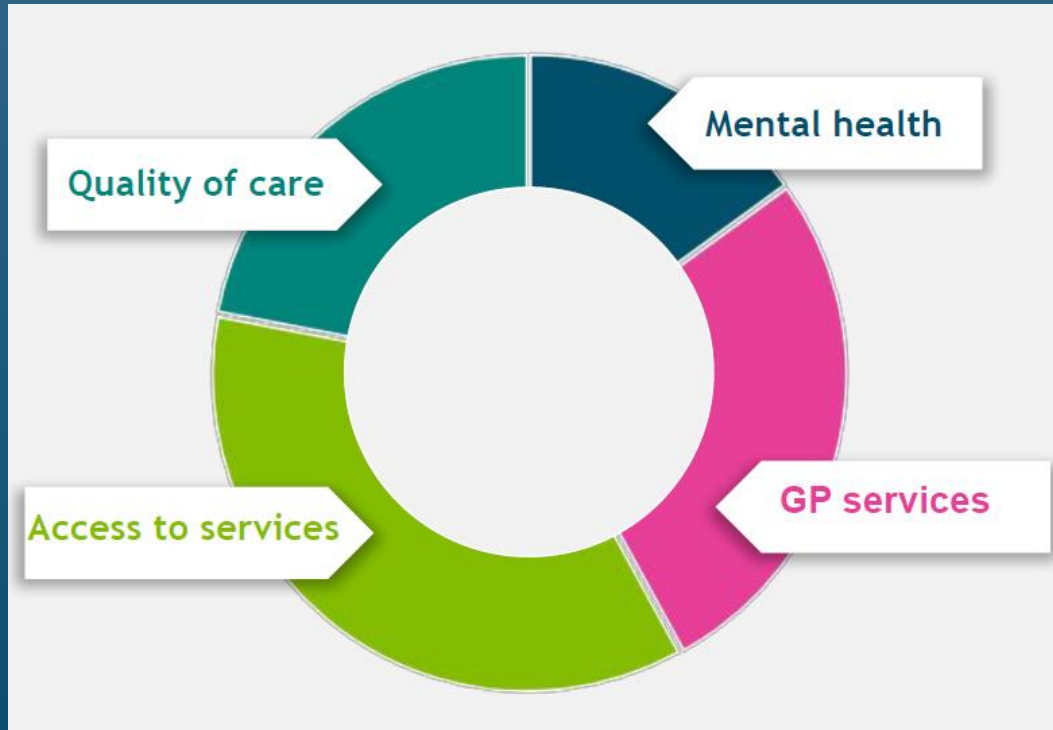 Mental health
Quality of care
GP services
Access to services